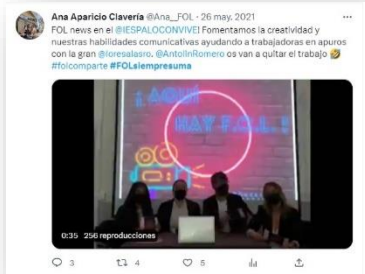 Ana Aparicio Clavería @Ana__FOL · 26 may. 2021
FOL news en el @IESPALOCONVIVE! Fomentamos la creatividad y
nuestras habilidades comunicativas ayudando a trabajadoras en apuros
con la gran @loresalasro. @AntolnRomero os van a quitar el trabajo 🤣
#folcomparte #FOLsiempresuma
¡ AQUÍ
HAY F.O.L. !
0:35 256 reproducciones
3 4 5